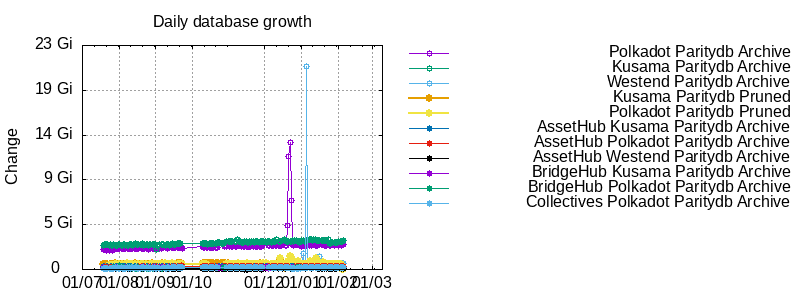 Daily database growth
23 Gi
19 Gi
14 Gi
9 Gi
5 Gi
0
Change
01/07 01/08 01/09 01/10 01/12 01/01 01/02 01/03
Polkadot Paritydb Archive
Kusama Paritydb Archive
Westend Paritydb Archive
Kusama Paritydb Pruned
Polkadot Paritydb Pruned
AssetHub Kusama Paritydb Archive
AssetHub Polkadot Paritydb Archive
AssetHub Westend Paritydb Archive
BridgeHub Kusama Paritydb Archive
BridgeHub Polkadot Paritydb Archive
Collectives Polkadot Paritydb Archive